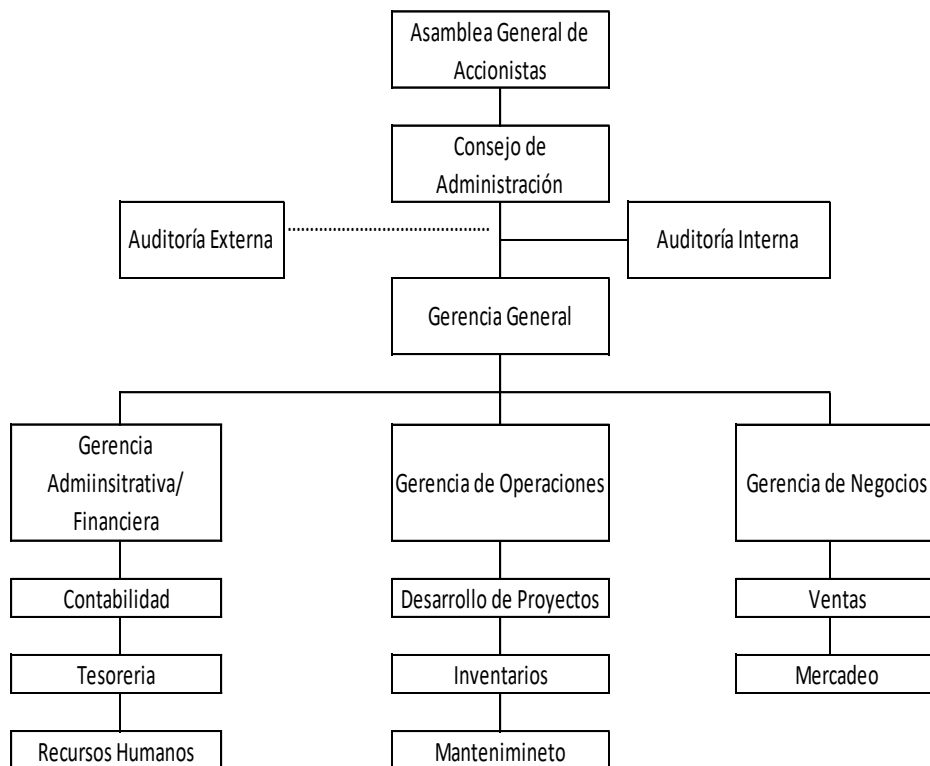 Asamblea General de
Accionistas
Consejo de
Administración
Auditoría Externa
Auditoría Interna
Gerencia General
Gerencia
Admiinsitrativa/
Financiera
Gerencia de Operaciones
Gerencia de Negocios
Contabilidad
Desarrollo de Proyectos
Ventas
Tesoreria
Inventarios
Mercadeo
Recursos Humanos
Mantenimineto